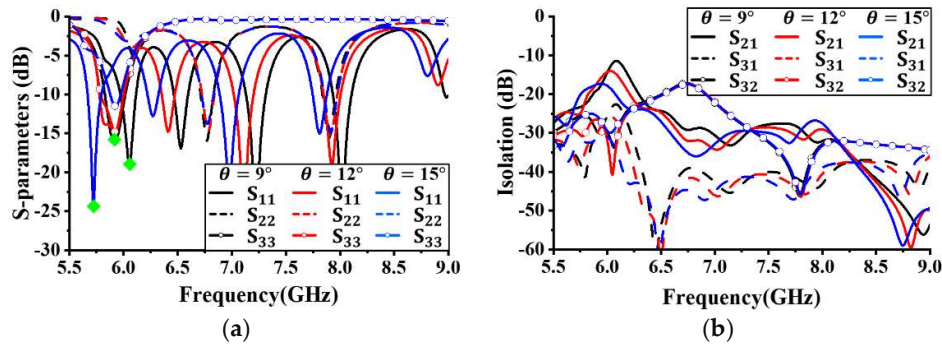 S-parameters (dB)
0
-5
-10
-15
-20
-25
-30
5.5 6.0 6.5 7.0 7.5 8.0 8.5 9.0
Frequency(GHz)
θ = 9° θ = 12° θ = 15°
S11 S11 S11
S22 S22 S22
S33 S33 S33
(a)
Isolation (dB)
0
-10
-20
-30
-40
-50
-60
5.5 6.0 6.5 7.0 7.5 8.0 8.5 9.0
Frequency(GHz)
θ = 9° θ = 12° θ = 15°
S21 S21 S21
S31 S31 S31
S32 S32 S32
(b)